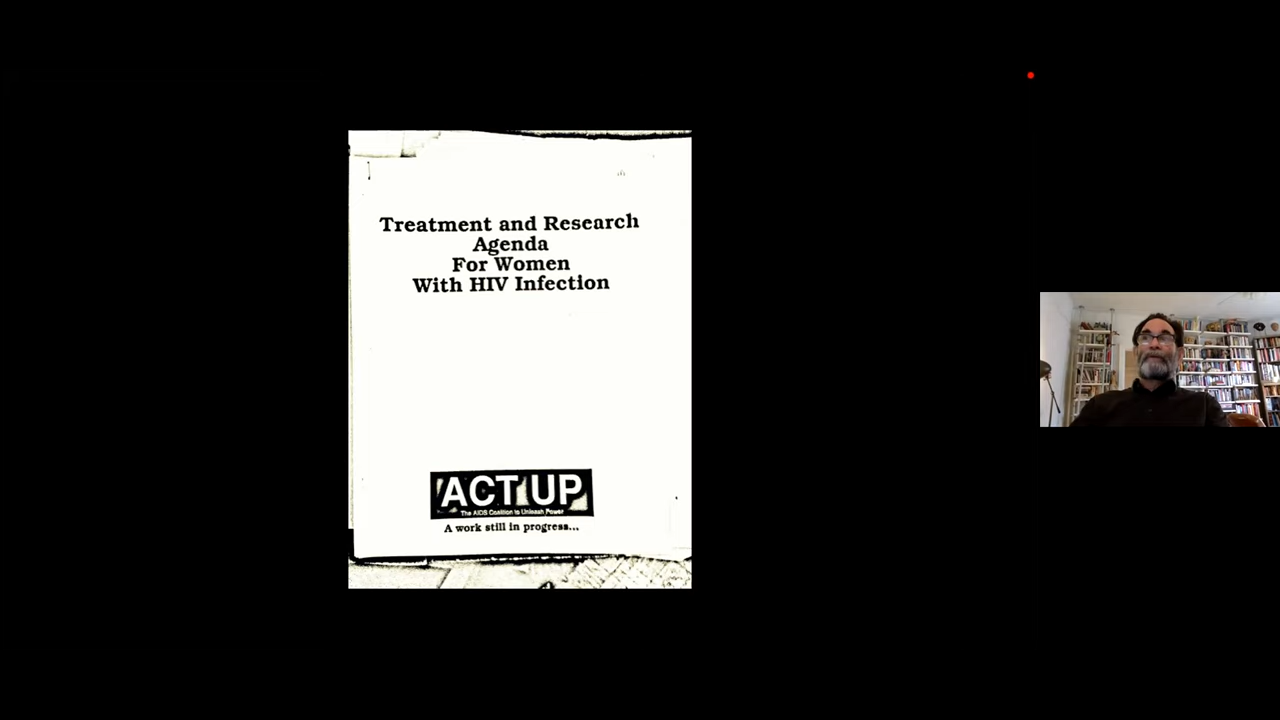 Treatment and Research
Agenda
For Women
With HIV Infection
ACT UP
The AIDS Coalition to Unleash Power
A work still in progress...